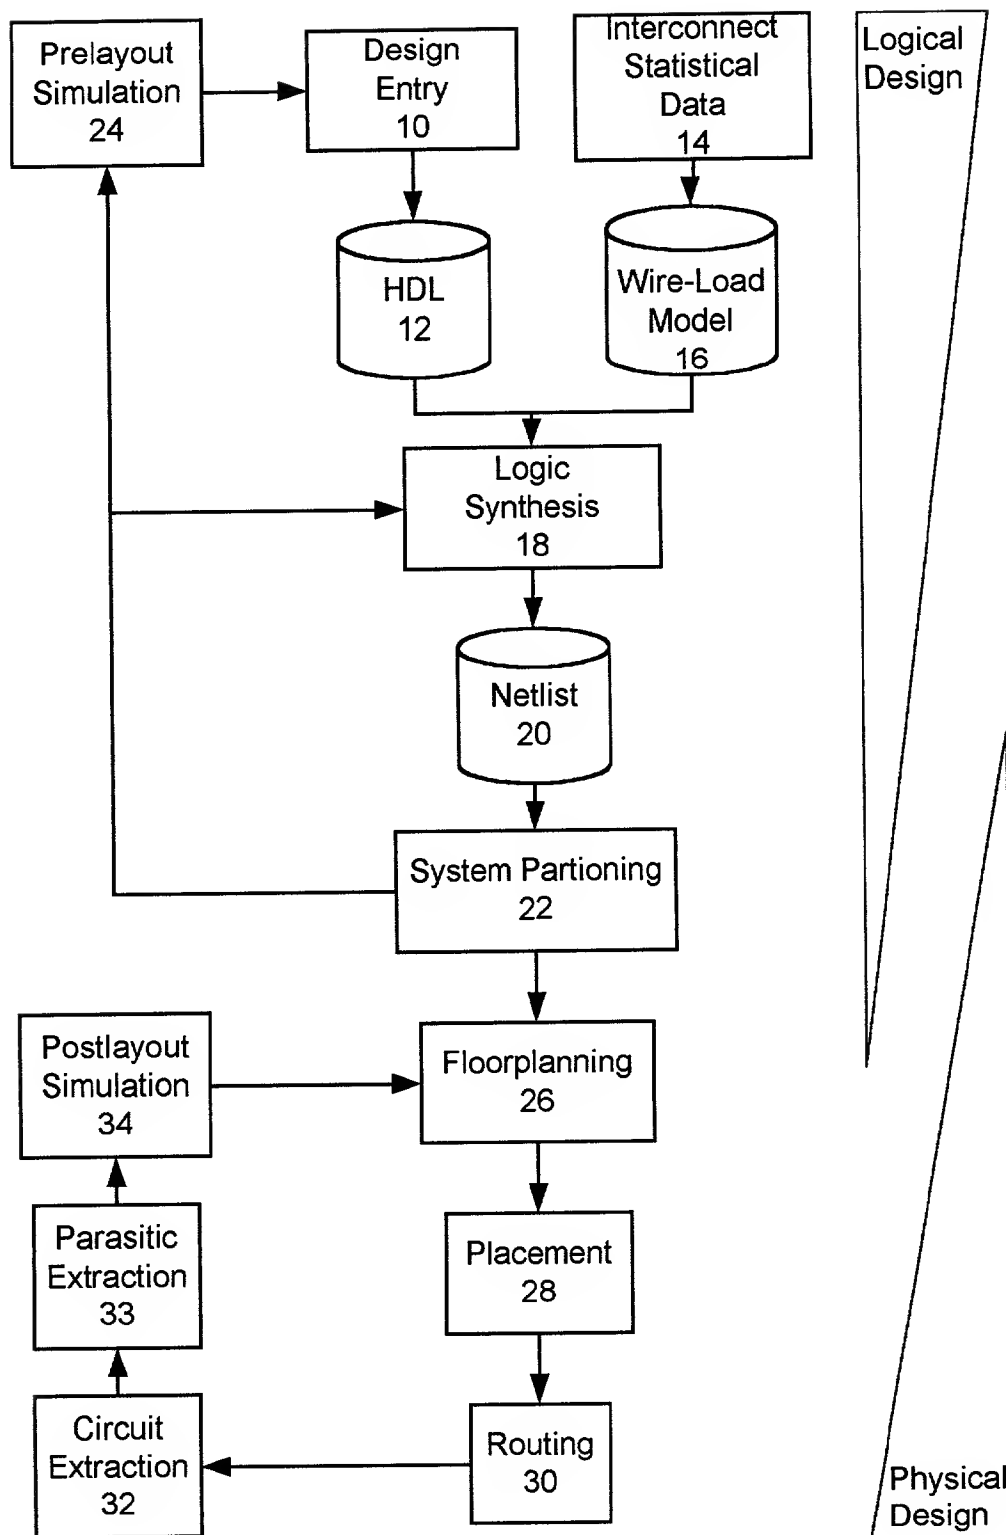 Prelayout
Simulation
24
Design
Entry
10
Interconnect
Statistical
Data
14
Logical
Design
HDL
12
Wire-Load
Model
16
Logic
Synthesis
18
Netlist
20
System Partioning
22
Postlayout
Simulation
34
Floorplanning
26
Parasitic
Extraction
33
Placement
28
Circuit
Extraction
32
Routing
30
Physical
Design